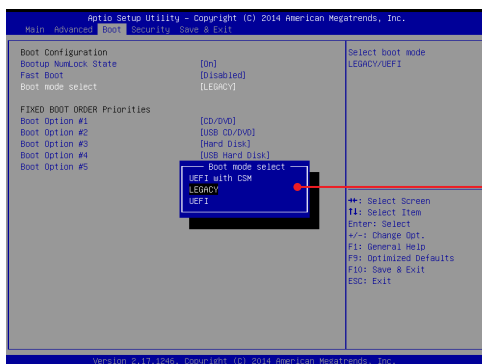 Aptio Setup Utility – Copyright (C) 2014 American Megatrends, Inc.
Main Advanced Boot Security Save & Exit
Boot Configuration
Bootup NumLock State [On]
Fast Boot [Disabled]
Boot mode select [LEGACY]
FIXED BOOT ORDER Priorities
Boot Option #1 [CD/DVD]
Boot Option #2 [USB CD/DVD]
Boot Option #3 [Hard Disk]
Boot Option #4 [USB Hard Disk]
Boot Option #5
Boot mode select
UEFI with CSM
LEGACY
UEFI
Select boot mode
LEGACY/UEFI
→←: Select Screen
↑↓: Select Item
Enter: Select
+/-: Change Opt.
F1: General Help
F9: Optimized Defaults
F10: Save & Exit
ESC: Exit
Version 2.17.1246. Copyright (C) 2014 American Megatrends, Inc.